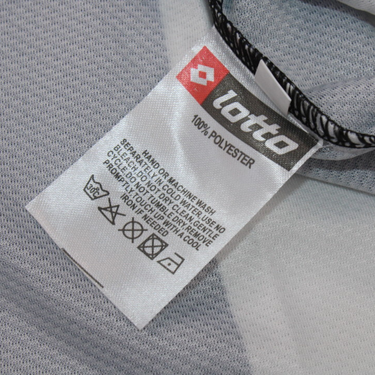 lotto
100% POLYESTER
HAND OR MACHINE WASH
SEPARATELY IN COLD WATER, USE NO
BLEACH. DO NOT DRY CLEAN, GENTLE
CYCLE. DO NOT TUMBLE DRY, REMOVE
PROMPTLY, TOUCH UP WITH A COOL
IRON IF NEEDED